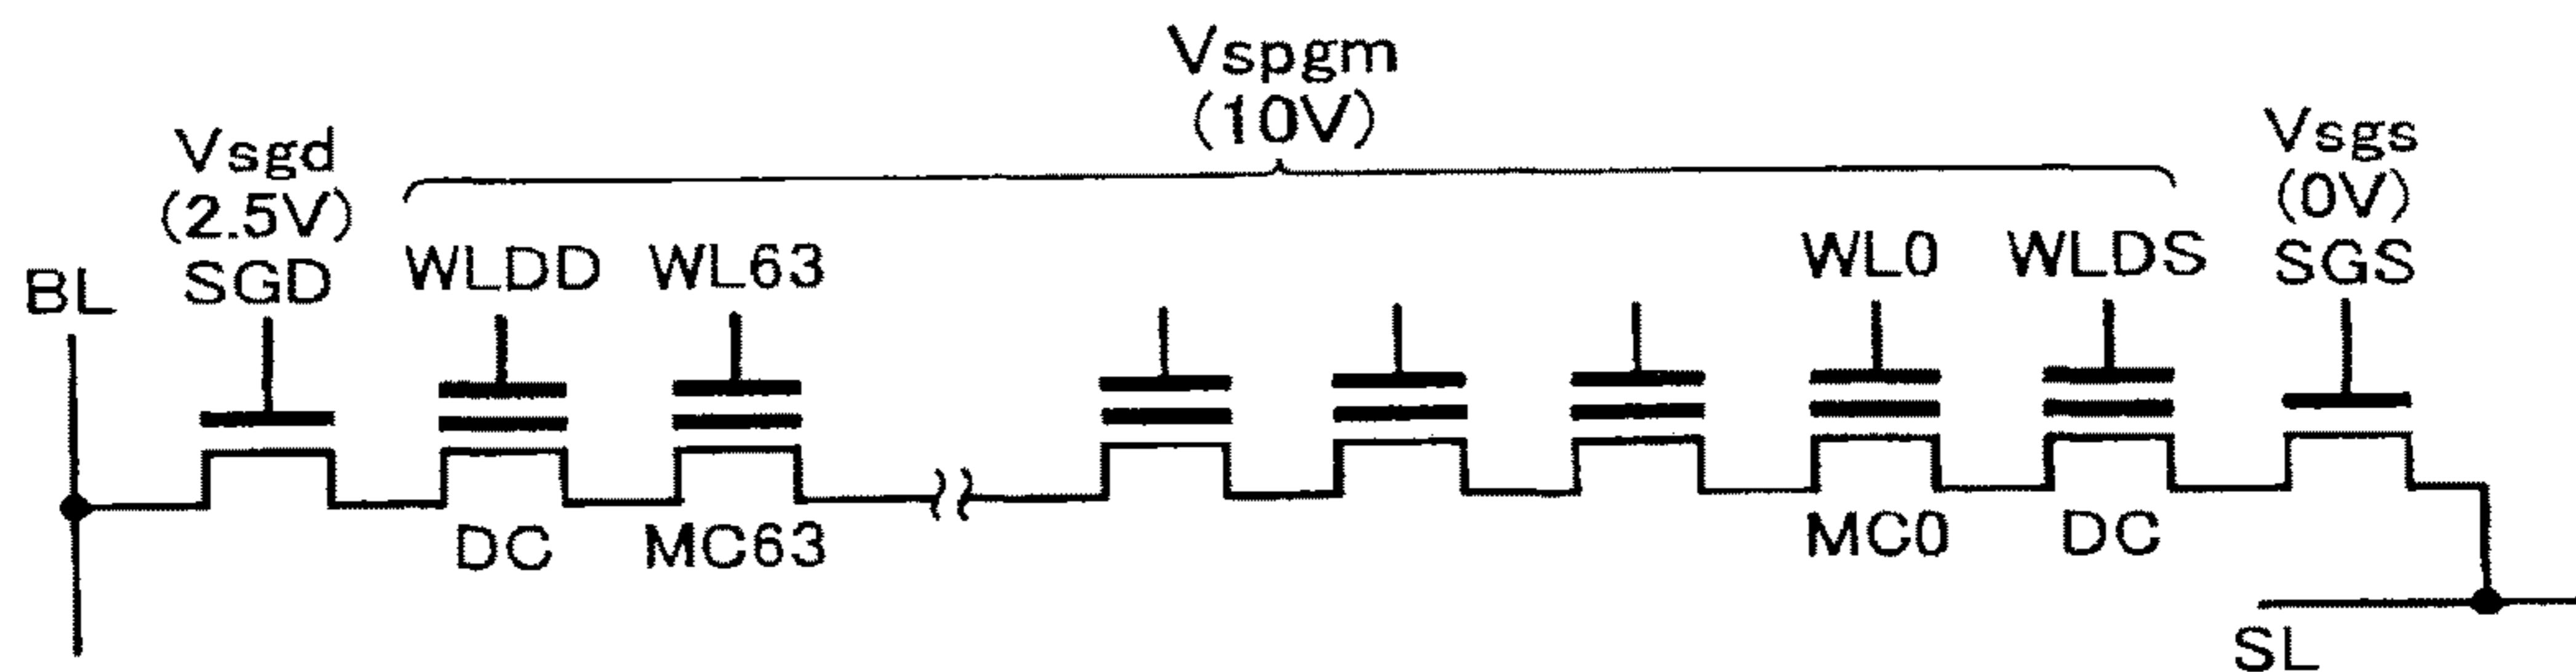 Vspgm
(10V)
Vsgd
(2.5V)
Vsgs
(0V)
BL
SGD
WLDD
WL63
WL0
WLDS
SGS
DC
MC63
MC0
DC
SL